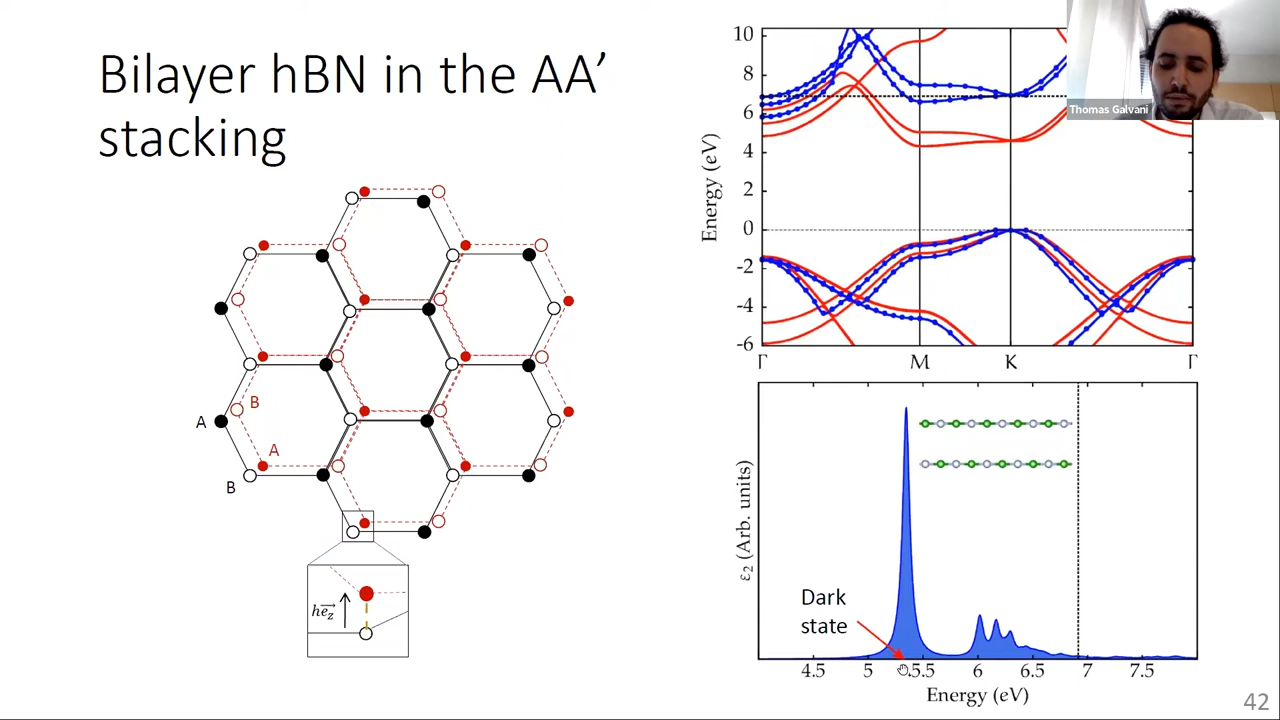 Bilayer hBN in the AA’
stacking
A
B
A
B
h e⃗z
Energy (eV)
10
8
6
4
2
0
-2
-4
-6
Γ
M
K
Γ
Thomas Galvani
ε₂ (Arb. units)
Dark
state
4.5
5
5.5
6
6.5
7
7.5
Energy (eV)
42